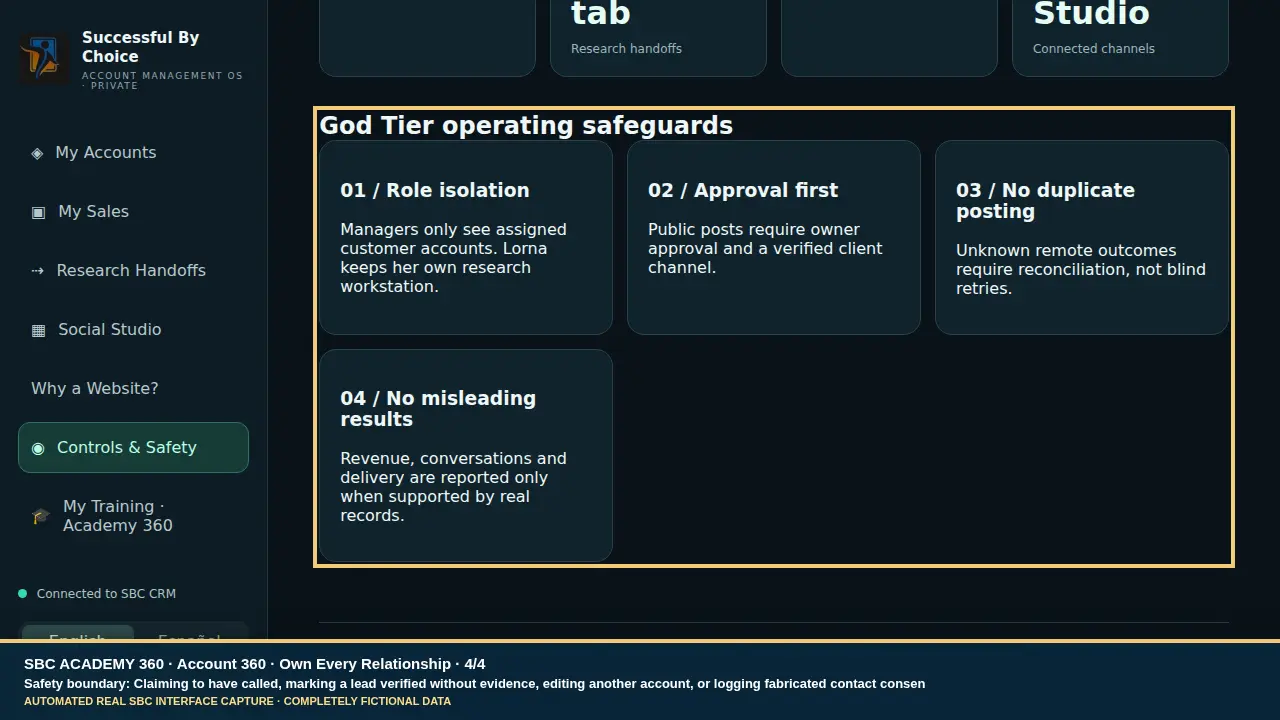 Successful By
Choice
ACCOUNT MANAGEMENT OS
· PRIVATE
◈ My Accounts
▣ My Sales
⇢ Research Handoffs
▦ Social Studio
Why a Website?
◉ Controls & Safety
🎓 My Training ·
Academy 360
Connected to SBC CRM
English Español
tab
Research handoffs
Studio
Connected channels
God Tier operating safeguards
01 / Role isolation
Managers only see assigned
customer accounts. Lorna
keeps her own research
workstation.
02 / Approval first
Public posts require owner
approval and a verified client
channel.
03 / No duplicate
posting
Unknown remote outcomes
require reconciliation, not blind
retries.
04 / No misleading
results
Revenue, conversations and
delivery are reported only
when supported by real
records.
SBC ACADEMY 360 · Account 360 · Own Every Relationship · 4/4
Safety boundary: Claiming to have called, marking a lead verified without evidence, editing another account, or logging fabricated contact consen
AUTOMATED REAL SBC INTERFACE CAPTURE · COMPLETELY FICTIONAL DATA